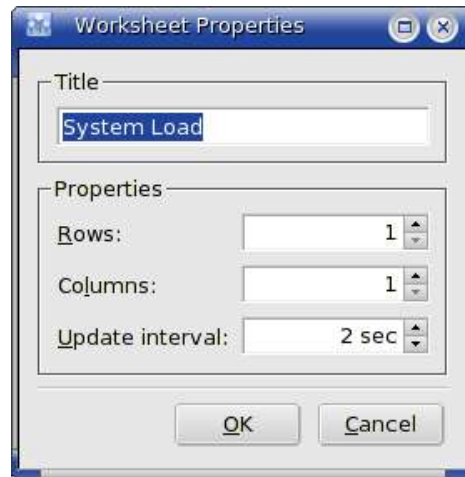 Worksheet Properties
Title
System Load
Properties
Rows: 1
Columns: 1
Update interval: 2 sec
OK Cancel